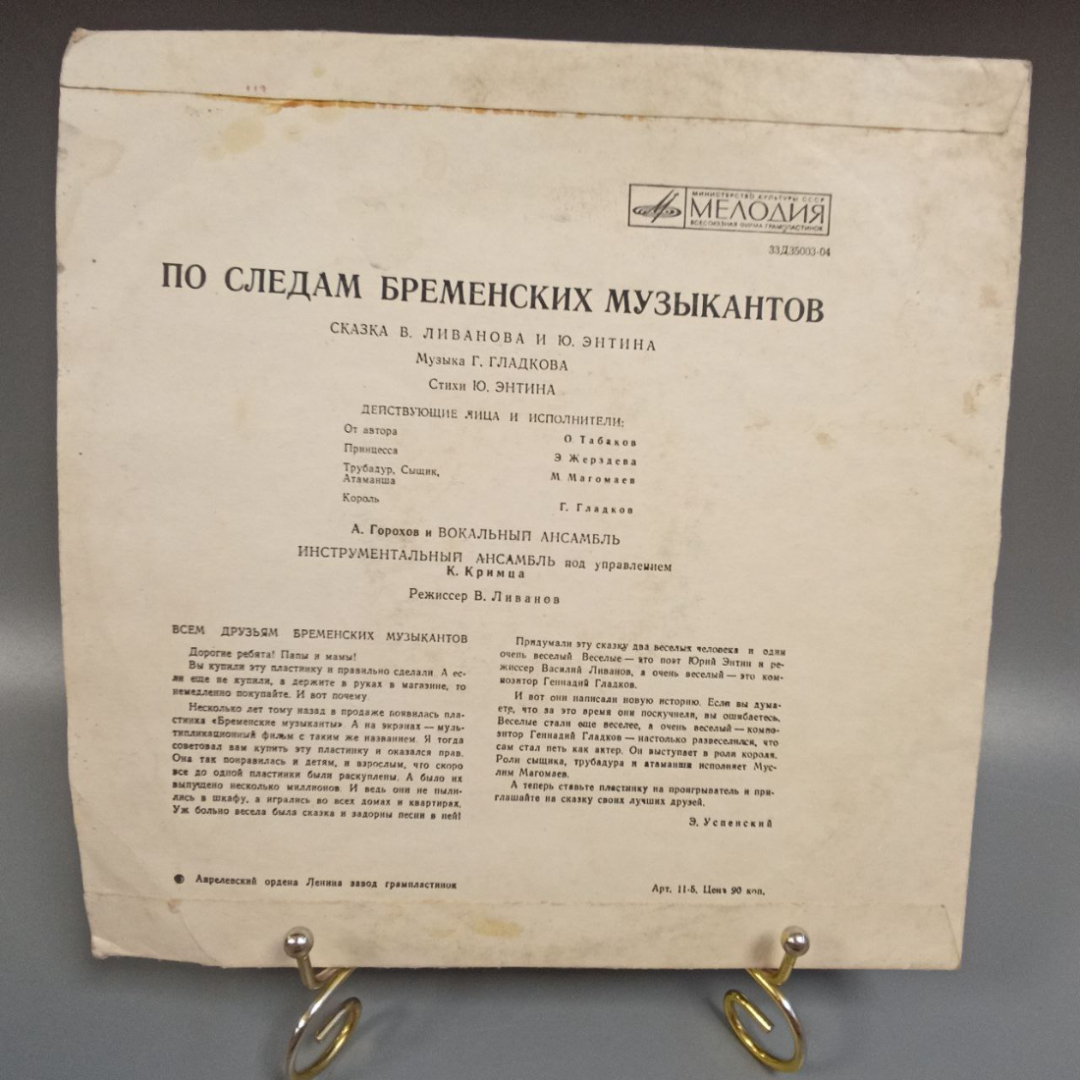 113
МИНИСТЕРСТВО КУЛЬТУРЫ СССР
МЕЛОДИЯ
ВСЕСОЮЗНАЯ ФИРМА ГРАМПЛАСТИНОК
33Д35003-04
ПО СЛЕДАМ БРЕМЕНСКИХ МУЗЫКАНТОВ
СКАЗКА В. ЛИВАНОВА И Ю. ЭНТИНА
Музыка Г. ГЛАДКОВА
Стихи Ю. ЭНТИНА
ДЕЙСТВУЮЩИЕ ЛИЦА И ИСПОЛНИТЕЛИ:
От автора О. Табаков
Принцесса Э. Жерздева
Трубадур, Сыщик,
Атаманша М. Магомаев
Король Г. Гладков
А. Горохов и ВОКАЛЬНЫЙ АНСАМБЛЬ
ИНСТРУМЕНТАЛЬНЫЙ АНСАМБЛЬ под управлением
К. Кримца
Режиссер В. Ливанов
ВСЕМ ДРУЗЬЯМ БРЕМЕНСКИХ МУЗЫКАНТОВ
Дорогие ребята! Папы и мамы!
Вы купили эту пластинку и правильно сделали. А ес-
ли еще не купили, а держите в руках в магазине, то
немедленно покупайте. И вот почему.
Несколько лет тому назад в продаже появилась пла-
стинка «Бременские музыканты». А на экранах — муль-
типликационный фильм с таким же названием. Я тогда
советовал вам купить эту пластинку и оказался прав.
Она так понравилась и детям, и взрослым, что скоро
все до одной пластинки были раскуплены. А было их
выпущено несколько миллионов. И ведь они не пыли-
лись в шкафу, а игрались во всех домах и квартирах.
Уж больно весела была сказка и задорны песни в ней!
Придумали эту сказку два веселых человека и один
очень веселый. Веселые — это поэт Юрий Энтин и ре-
жиссер Василий Ливанов, а очень веселый — это ком-
позитор Геннадий Гладков.
И вот они написали новую историю. Если вы дума-
ете, что за это время они поскучнели, вы ошибаетесь.
Веселые стали еще веселее, а очень веселый — компо-
зитор Геннадий Гладков — настолько развеселился, что
сам стал петь как актер. Он выступает в роли короля.
Роли сыщика, трубадура и атаманши исполняет Мус-
лим Магомаев.
А теперь ставьте пластинку на проигрыватель и при-
глашайте на сказку своих лучших друзей.
Э. Успенский
Апрелевский ордена Ленина завод грампластинок
Арт. 11-5. Цена 90 коп.